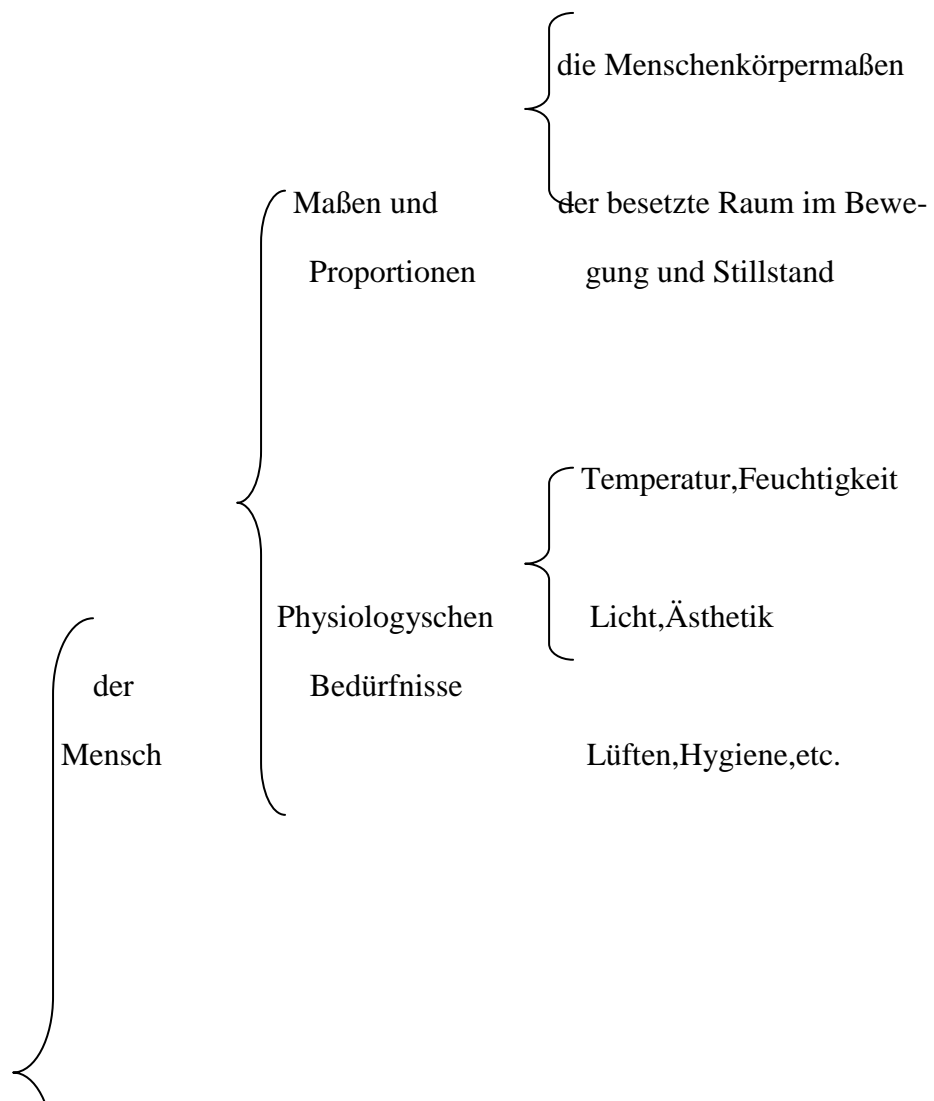 die Menschenkörpermaßen
Maßen und
der besetzte Raum im Bewe-
Proportionen
gung und Stillstand
Temperatur,Feuchtigkeit
Physiologyschen
Licht,Ästhetik
der
Bedürfnisse
Mensch
Lüften,Hygiene,etc.